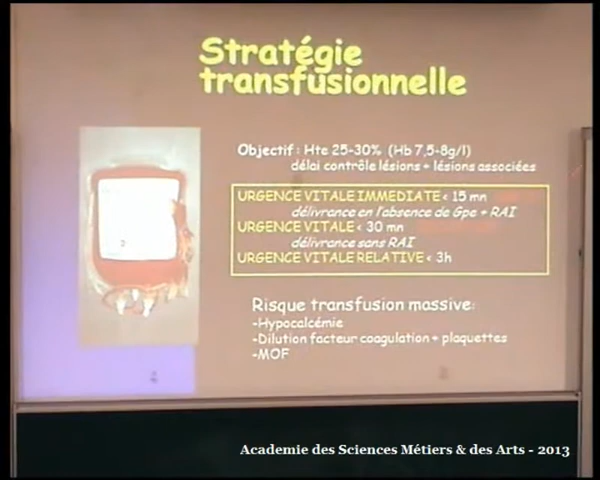 Stratégie
transfusionnelle
Objectif : Hte 25-30% (Hb 7,5-8g/l)
délai contrôle lésions + lésions associées
URGENCE VITALE IMMEDIATE < 15 mn
délivrance en l'absence de Gpe + RAI
URGENCE VITALE < 30 mn
délivrance sans RAI
URGENCE VITALE RELATIVE < 3h
Risque transfusion massive:
-Hypocalcémie
-Dilution facteur coagulation + plaquettes
-MOF
Academie des Sciences Métiers & des Arts - 2013